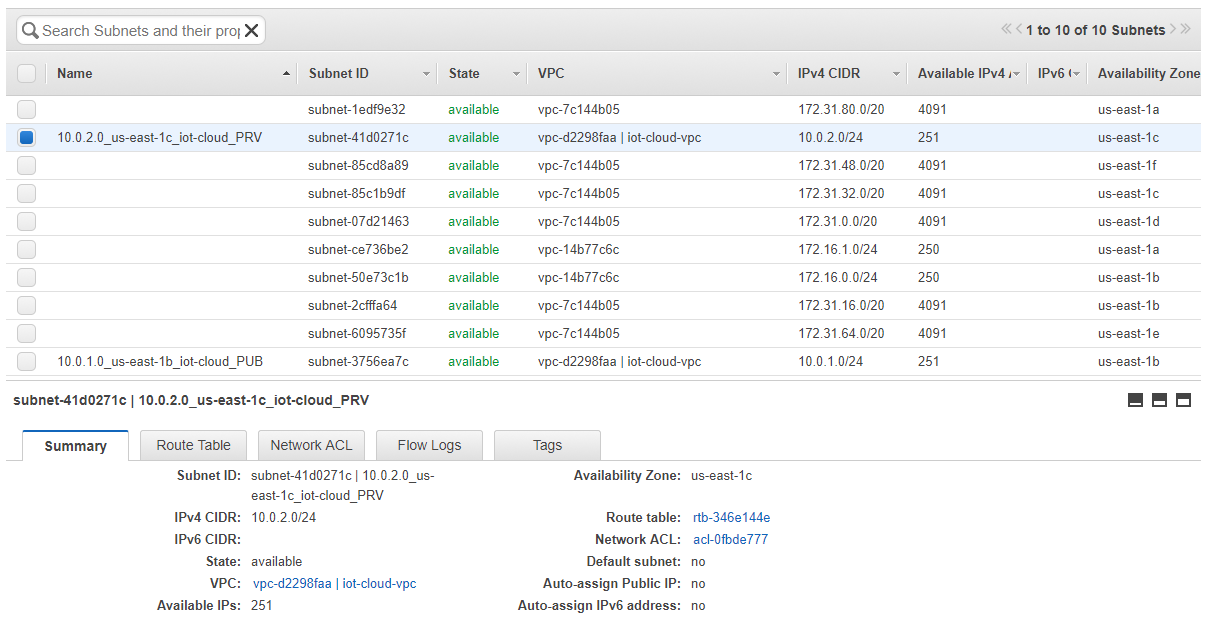 Search Subnets and their prop
1 to 10 of 10 Subnets
Name Subnet ID State VPC IPv4 CIDR Available IPv4 IPv6 Availability Zone
subnet-1edf9e32 available vpc-7c144b05 172.31.80.0/20 4091 us-east-1a
10.0.2.0_us-east-1c_iot-cloud_PRV subnet-41d0271c available vpc-d2298faa | iot-cloud-vpc 10.0.2.0/24 251 us-east-1c
subnet-85cd8a89 available vpc-7c144b05 172.31.48.0/20 4091 us-east-1f
subnet-85c1b9df available vpc-7c144b05 172.31.32.0/20 4091 us-east-1c
subnet-07d21463 available vpc-7c144b05 172.31.0.0/20 4091 us-east-1d
subnet-ce736be2 available vpc-14b77c6c 172.16.1.0/24 250 us-east-1a
subnet-50e73c1b available vpc-14b77c6c 172.16.0.0/24 250 us-east-1b
subnet-2cfffa64 available vpc-7c144b05 172.31.16.0/20 4091 us-east-1b
subnet-6095735f available vpc-7c144b05 172.31.64.0/20 4091 us-east-1e
10.0.1.0_us-east-1b_iot-cloud_PUB subnet-3756ea7c available vpc-d2298faa | iot-cloud-vpc 10.0.1.0/24 251 us-east-1b
subnet-41d0271c | 10.0.2.0_us-east-1c_iot-cloud_PRV
Summary Route Table Network ACL Flow Logs Tags
Subnet ID: subnet-41d0271c | 10.0.2.0_us-
east-1c_iot-cloud_PRV
Availability Zone: us-east-1c
IPv4 CIDR: 10.0.2.0/24 Route table: rtb-346e144e
IPv6 CIDR: Network ACL: acl-0fbde777
State: available Default subnet: no
VPC: vpc-d2298faa | iot-cloud-vpc Auto-assign Public IP: no
Available IPs: 251 Auto-assign IPv6 address: no